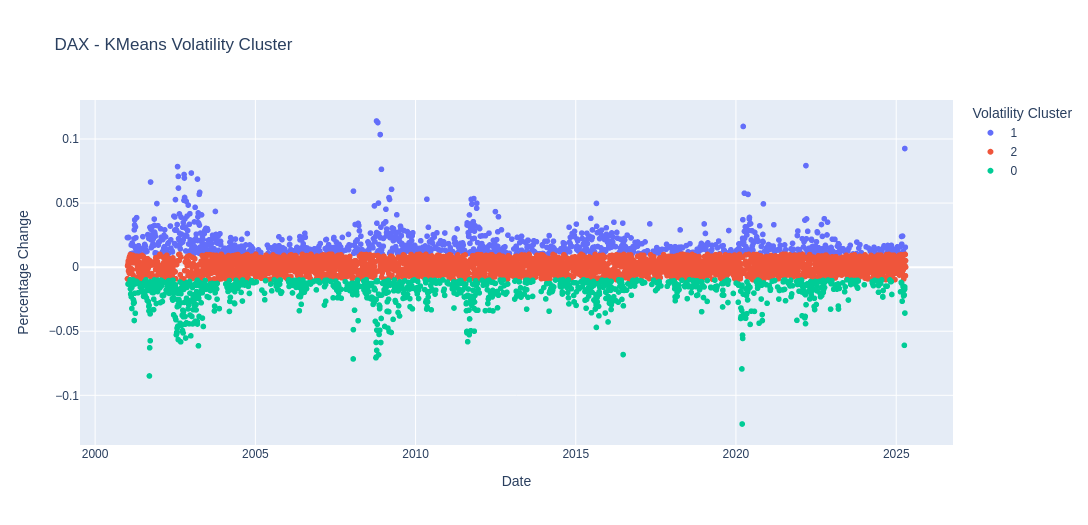 DAX - KMeans Volatility Cluster
Volatility Cluster
1
2
0
Percentage Change
0.1
0.05
0
−0.05
−0.1
2000 2005 2010 2015 2020 2025
Date